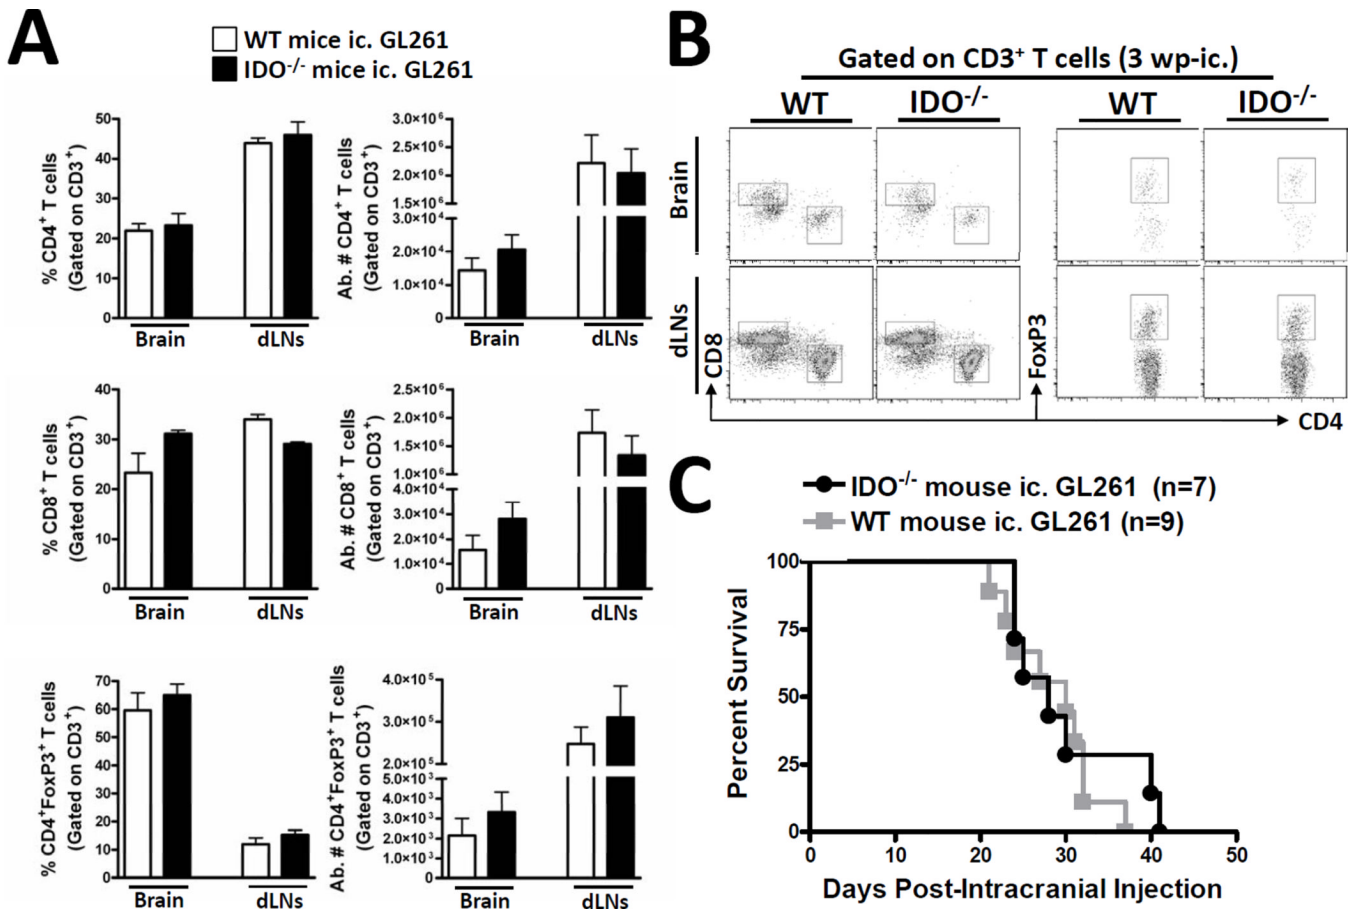 A
WT mice ic. GL261
IDO-/- mice ic. GL261
% CD4+ T cells
(Gated on CD3+)
50
40
30
20
10
0
Brain
dLNs
Ab. # CD4+ T cells
(Gated on CD3+)
3.0×10^6
2.5×10^6
2.0×10^6
1.5×10^6
3.0×10^4
2.0×10^4
1.0×10^4
0
Brain
dLNs
% CD8+ T cells
(Gated on CD3+)
40
30
20
10
0
Brain
dLNs
Ab. # CD8+ T cells
(Gated on CD3+)
2.5×10^6
2.0×10^6
1.5×10^6
1.0×10^6
4.0×10^4
3.0×10^4
2.0×10^4
1.0×10^4
0
Brain
dLNs
% CD4+FoxP3+ T cells
(Gated on CD3+)
70
60
50
40
30
20
10
0
Brain
dLNs
Ab. # CD4+FoxP3+ T cells
(Gated on CD3+)
4.0×10^5
3.0×10^5
2.0×10^5
5.0×10^3
4.0×10^3
3.0×10^3
2.0×10^3
1.0×10^3
0
Brain
dLNs
B
Gated on CD3+ T cells (3 wp-ic.)
WT
IDO-/-
WT
IDO-/-
Brain
dLNs
CD8
FoxP3
CD4
C
IDO-/- mouse ic. GL261 (n=7)
WT mouse ic. GL261 (n=9)
Percent Survival
100
75
50
25
0
0 10 20 30 40 50
Days Post-Intracranial Injection